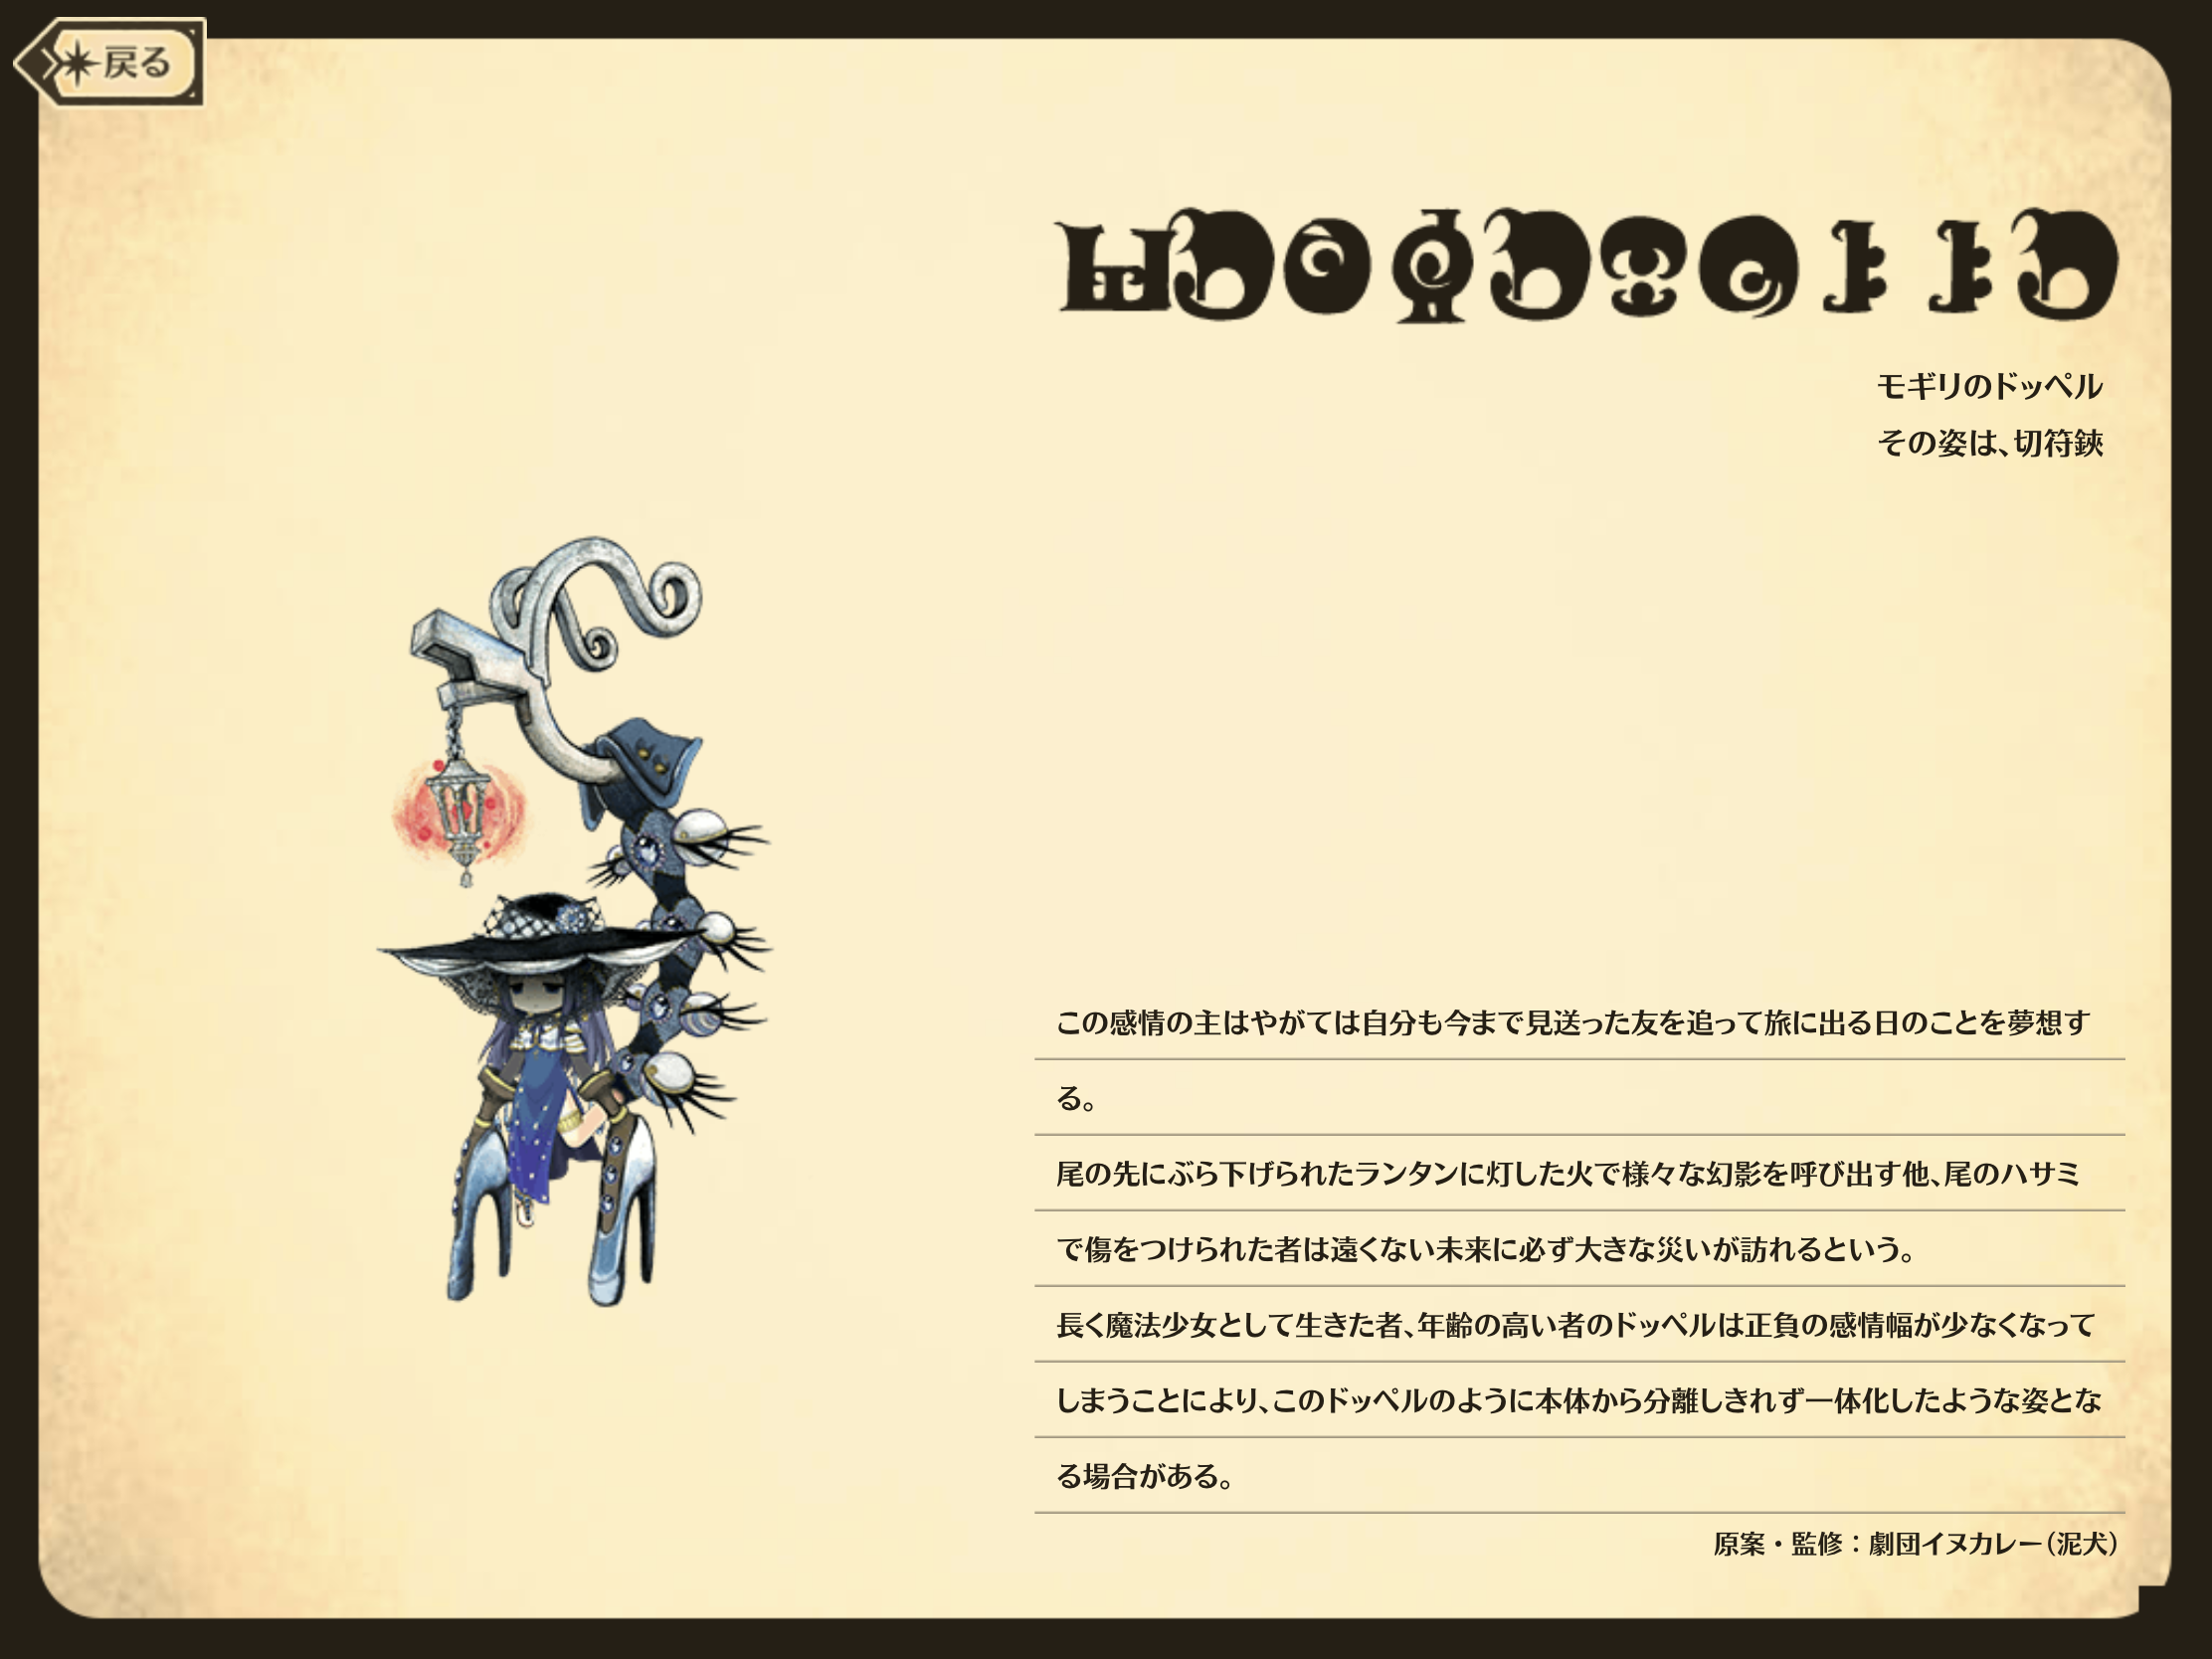 戻る
モギリのドッペル
その姿は、切符鋏
この感情の主はやがては自分も今まで見送った友を追って旅に出る日のことを夢想す
る。
尾の先にぶら下げられたランタンに灯した火で様々な幻影を呼び出す他、尾のハサミ
で傷をつけられた者は遠くない未来に必ず大きな災いが訪れるという。
長く魔法少女として生きた者、年齢の高い者のドッペルは正負の感情幅が少なくなって
しまうことにより、このドッペルのように本体から分離しきれず一体化したような姿とな
る場合がある。
原案・監修：劇団イヌカレー（泥犬）